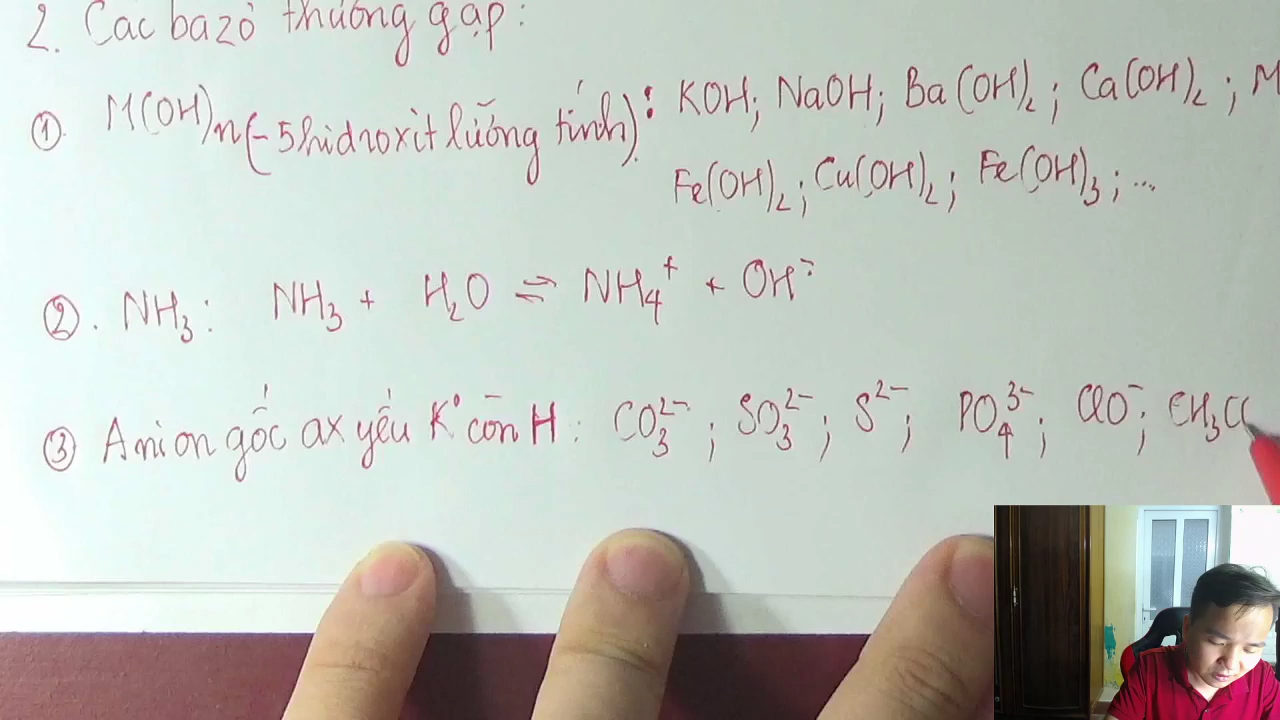 2. Các bazơ thường gặp:
① M(OH)n (- 5 hidroxit lưỡng tính): KOH; NaOH; Ba(OH)₂; Ca(OH)₂; M
Fe(OH)₂; Cu(OH)₂; Fe(OH)₃; ...
②. NH₃: NH₃ + H₂O ⇌ NH₄⁺ + OH⁻
③ Anion gốc ax yếu K° còn H: CO₃²⁻; SO₃²⁻; S²⁻; PO₄³⁻; ClO⁻; CH₃C